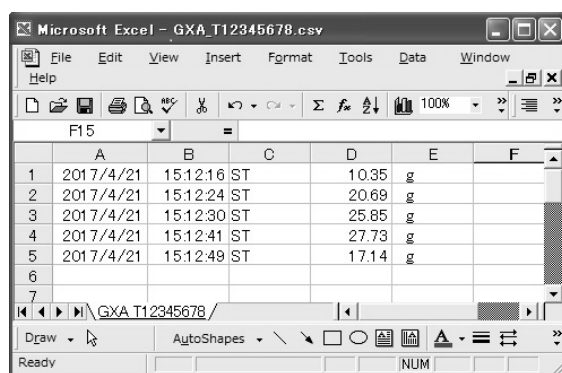 Microsoft Excel - GXA_T12345678.csv
File Edit View Insert Format Tools Data Window
Help
ABC Σ fx 100%
F15 =
A B C D E F
1 2017/4/21 15:12:16 ST 10.35 g
2 2017/4/21 15:12:24 ST 20.69 g
3 2017/4/21 15:12:30 ST 25.85 g
4 2017/4/21 15:12:41 ST 27.73 g
5 2017/4/21 15:12:49 ST 17.14 g
6
7
GXA T12345678
Draw AutoShapes A
Ready NUM